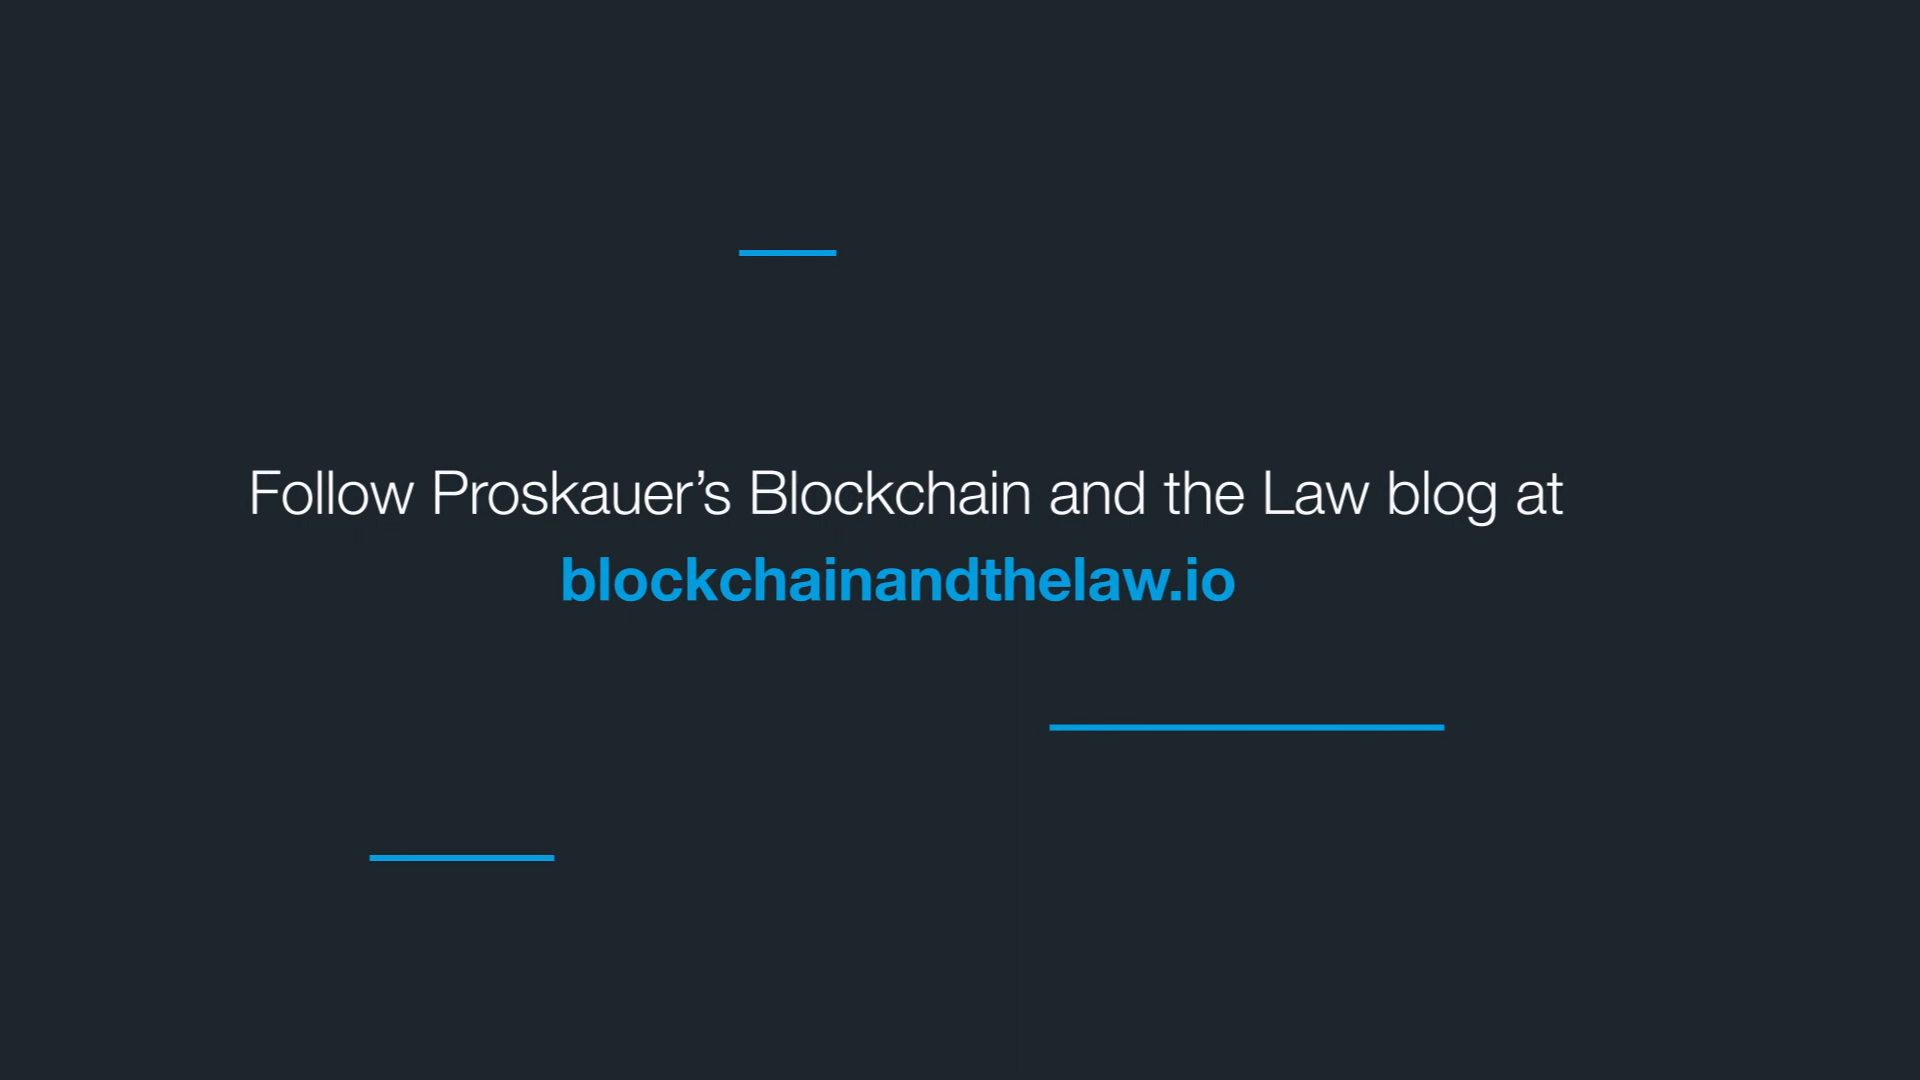 Follow Proskauer’s Blockchain and the Law blog at
blockchainandthelaw.io